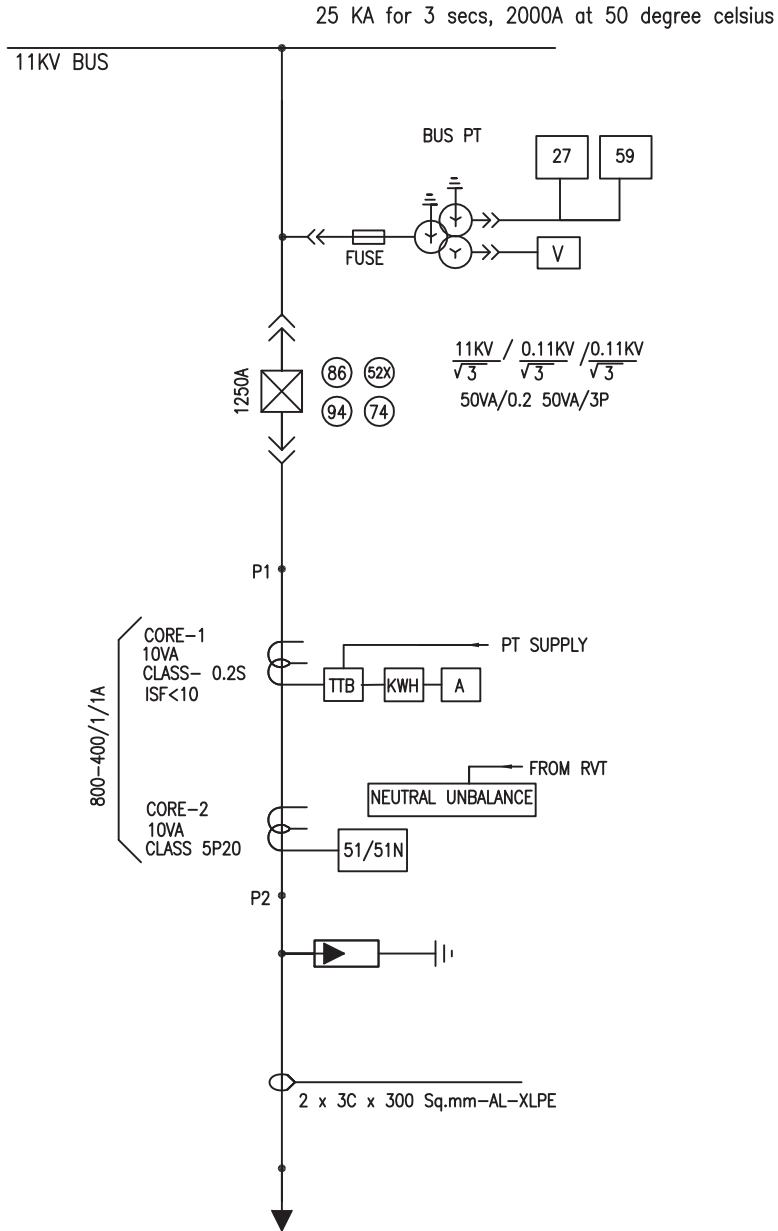 25 KA for 3 secs, 2000A at 50 degree celsius
11KV BUS
BUS PT
27
59
FUSE
V
11KV/√3 / 0.11KV/√3 / 0.11KV/√3
50VA/0.2 50VA/3P
1250A
86
52X
94
74
P1
CORE-1
10VA
CLASS- 0.2S
ISF<10
PT SUPPLY
TTB
KWH
A
800-400/1/1A
FROM RVT
NEUTRAL UNBALANCE
CORE-2
10VA
CLASS 5P20
51/51N
P2
2 x 3C x 300 Sq.mm-AL-XLPE